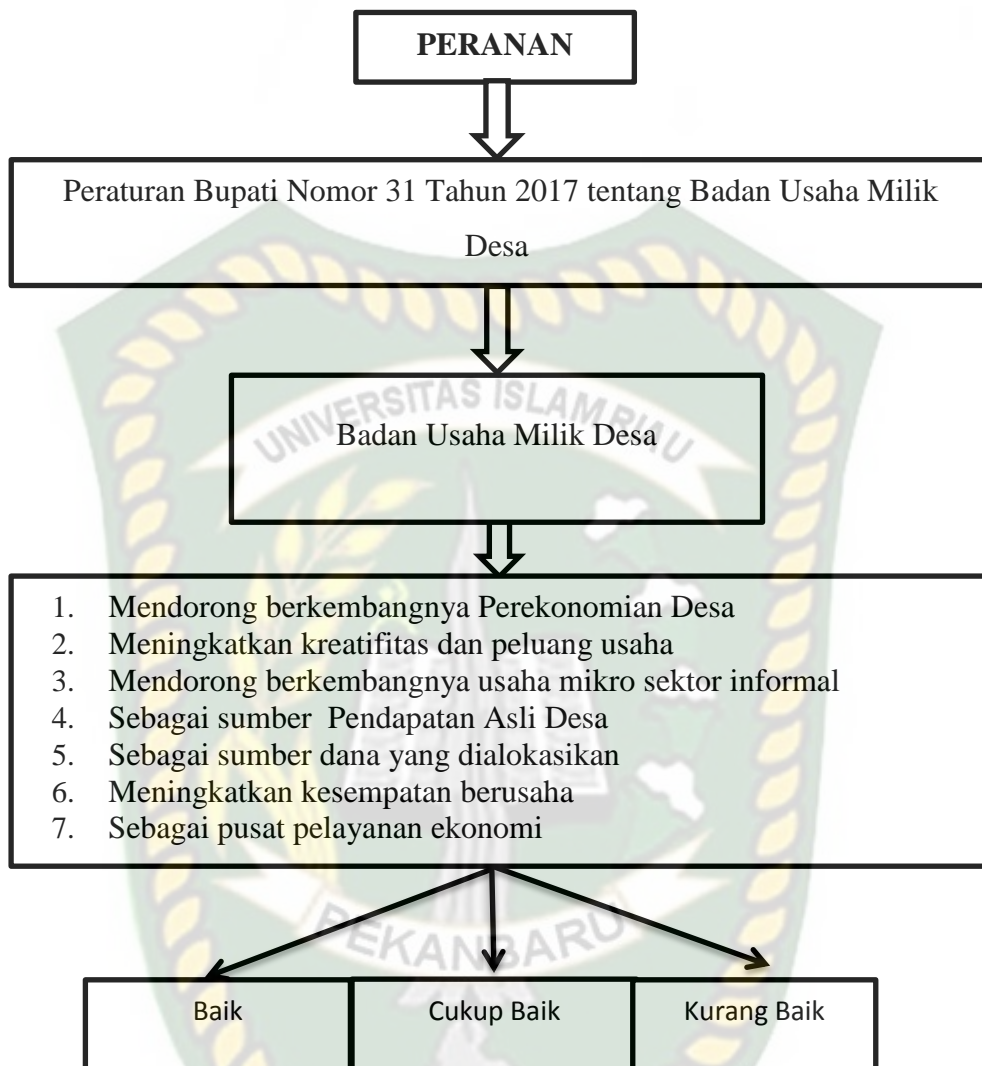 PERANAN
Peraturan Bupati Nomor 31 Tahun 2017 tentang Badan Usaha Milik
Desa
UNIVERSITAS ISLAM RIAU
Badan Usaha Milik Desa
1. Mendorong berkembangnya Perekonomian Desa
2. Meningkatkan kreatifitas dan peluang usaha
3. Mendorong berkembangnya usaha mikro sektor informal
4. Sebagai sumber Pendapatan Asli Desa
5. Sebagai sumber dana yang dialokasikan
6. Meningkatkan kesempatan berusaha
7. Sebagai pusat pelayanan ekonomi
PEKANBARU
Baik
Cukup Baik
Kurang Baik